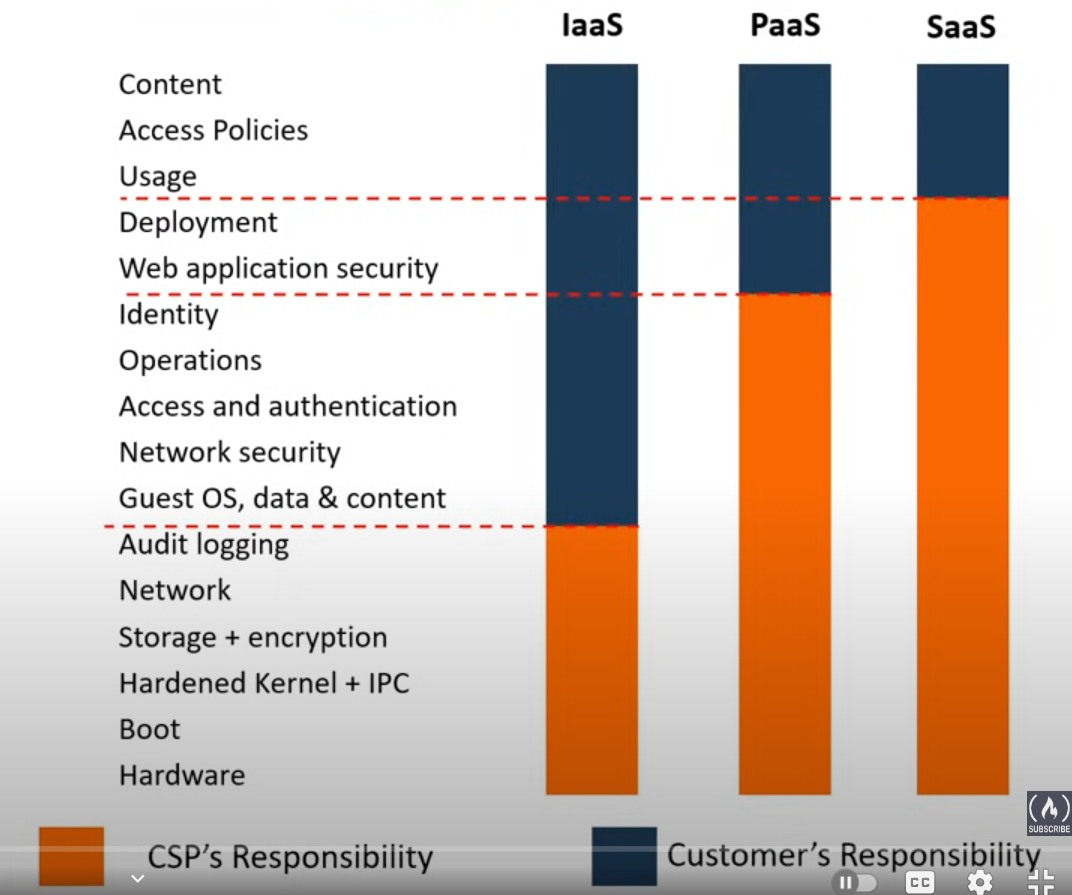 IaaS PaaS SaaS
Content
Access Policies
Usage
Deployment
Web application security
Identity
Operations
Access and authentication
Network security
Guest OS, data & content
Audit logging
Network
Storage + encryption
Hardened Kernel + IPC
Boot
Hardware
SUBSCRIBE
CSP’s Responsibility Customer’s Responsibility
CC